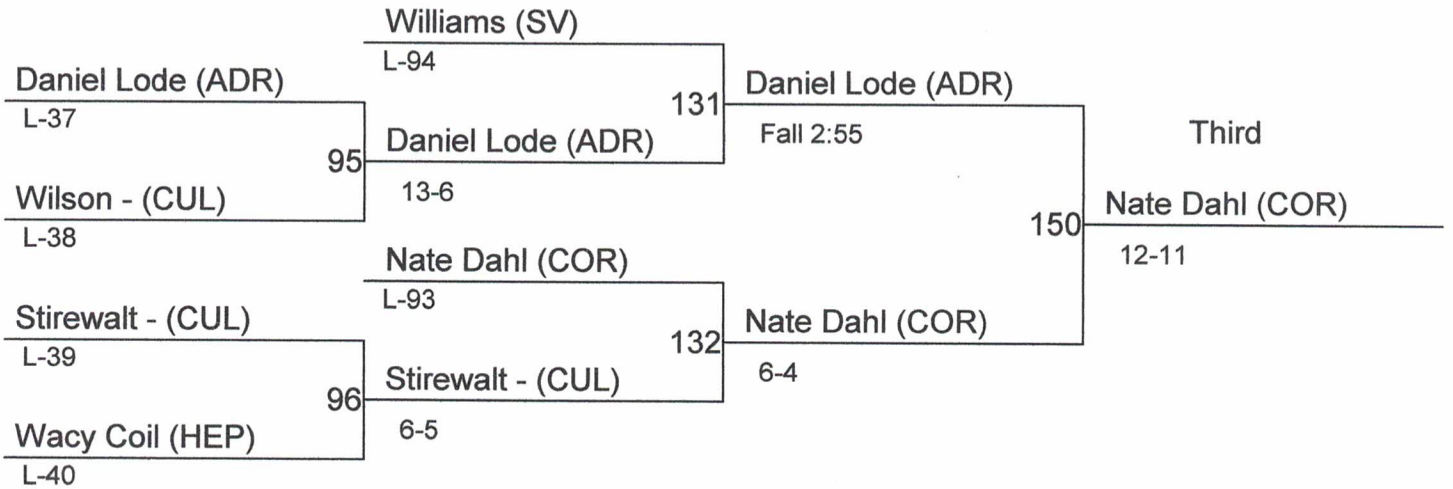 Williams (SV)
L-94
Daniel Lode (ADR)
L-37
131
Daniel Lode (ADR)
Fall 2:55
Third
95
Daniel Lode (ADR)
13-6
Wilson - (CUL)
L-38
150
Nate Dahl (COR)
12-11
Nate Dahl (COR)
L-93
Stirewalt - (CUL)
L-39
132
Nate Dahl (COR)
6-4
96
Stirewalt - (CUL)
6-5
Wacy Coil (HEP)
L-40